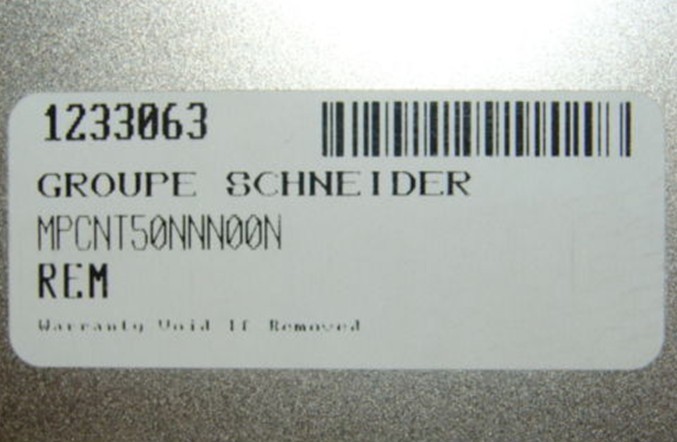 1233063
GROUPE SCHNEIDER
MPCNT50NNN00N
REM
Warranty Void If Removed